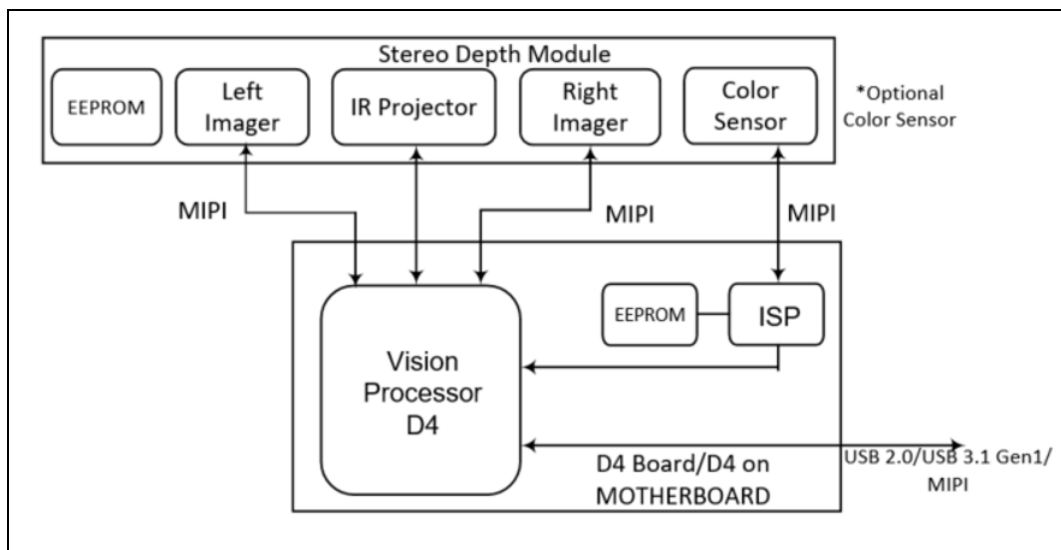 Stereo Depth Module
EEPROM
Left
Imager
IR Projector
Right
Imager
Color
Sensor
*Optional
Color Sensor
MIPI
MIPI
MIPI
EEPROM
ISP
Vision
Processor
D4
D4 Board/D4 on
MOTHERBOARD
USB 2.0/USB 3.1 Gen1/
MIPI